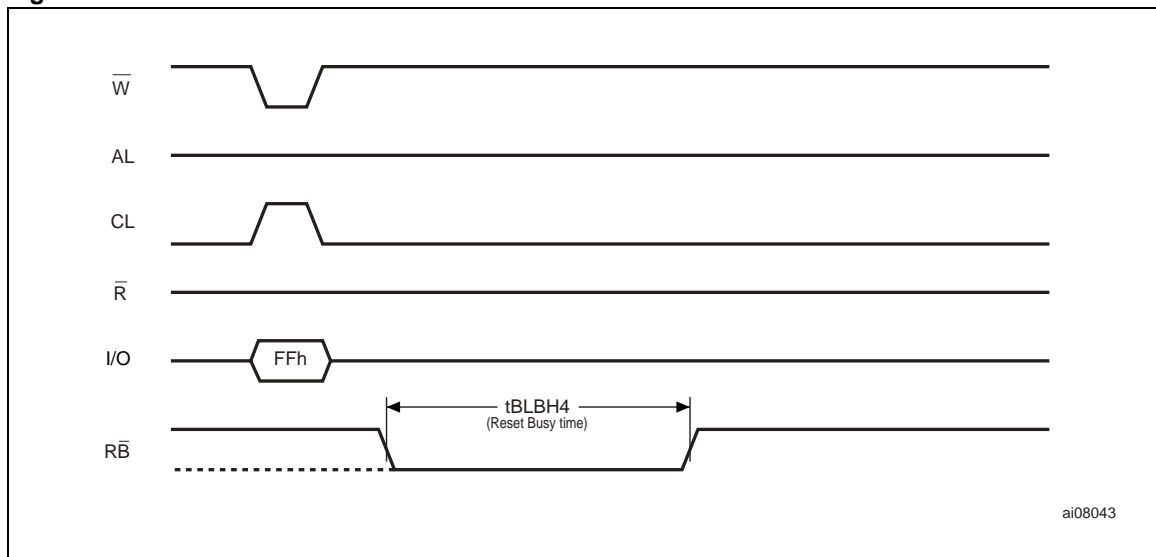 W̅
AL
CL
R̅
I/O
FFh
tBLBH4
(Reset Busy time)
RB̅
ai08043